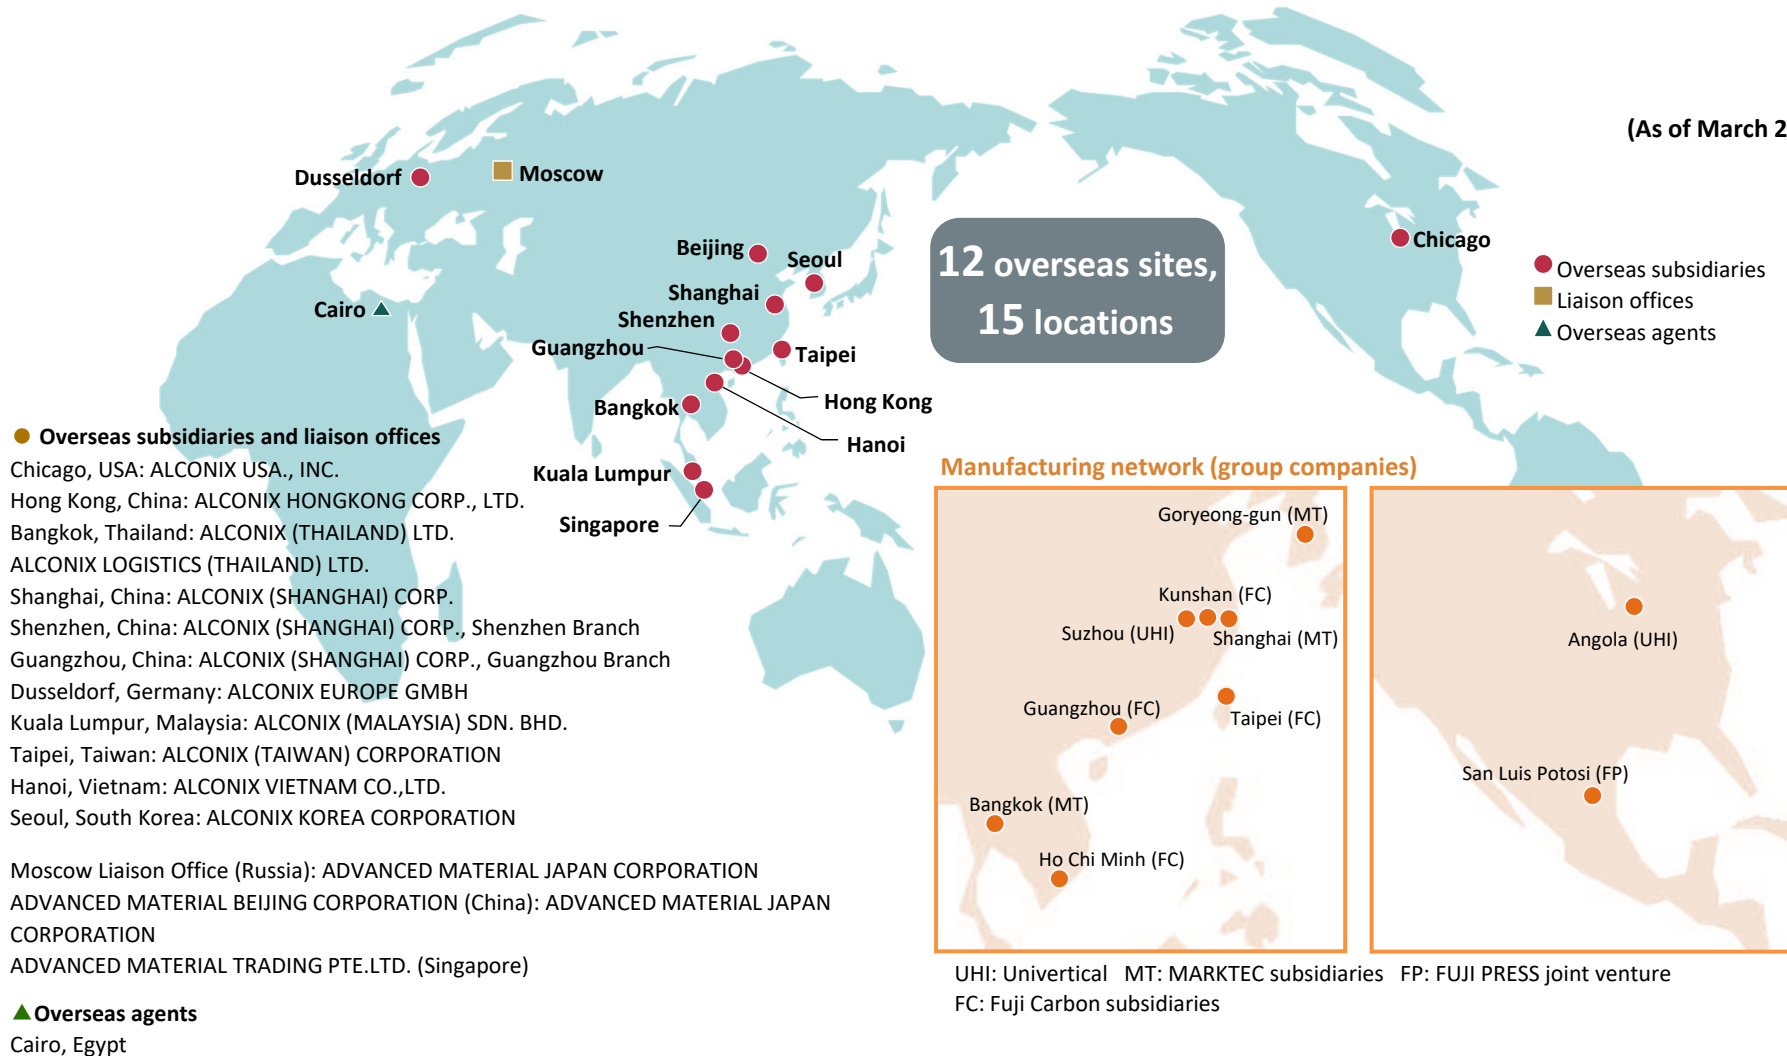 (As of March 2
Dusseldorf
Moscow
Beijing
Seoul
Chicago
12 overseas sites,
15 locations
Overseas subsidiaries
Liaison offices
Overseas agents
Shanghai
Cairo
Shenzhen
Guangzhou
Taipei
Hong Kong
Bangkok
Hanoi
Kuala Lumpur
Singapore
Overseas subsidiaries and liaison offices
Chicago, USA: ALCONIX USA., INC.
Hong Kong, China: ALCONIX HONGKONG CORP., LTD.
Bangkok, Thailand: ALCONIX (THAILAND) LTD.
ALCONIX LOGISTICS (THAILAND) LTD.
Shanghai, China: ALCONIX (SHANGHAI) CORP.
Shenzhen, China: ALCONIX (SHANGHAI) CORP., Shenzhen Branch
Guangzhou, China: ALCONIX (SHANGHAI) CORP., Guangzhou Branch
Dusseldorf, Germany: ALCONIX EUROPE GMBH
Kuala Lumpur, Malaysia: ALCONIX (MALAYSIA) SDN. BHD.
Taipei, Taiwan: ALCONIX (TAIWAN) CORPORATION
Hanoi, Vietnam: ALCONIX VIETNAM CO.,LTD.
Seoul, South Korea: ALCONIX KOREA CORPORATION
Moscow Liaison Office (Russia): ADVANCED MATERIAL JAPAN CORPORATION
ADVANCED MATERIAL BEIJING CORPORATION (China): ADVANCED MATERIAL JAPAN
CORPORATION
ADVANCED MATERIAL TRADING PTE.LTD. (Singapore)
Overseas agents
Cairo, Egypt
Manufacturing network (group companies)
Goryeong-gun (MT)
Kunshan (FC)
Suzhou (UHI)
Shanghai (MT)
Guangzhou (FC)
Taipei (FC)
Bangkok (MT)
Ho Chi Minh (FC)
Angola (UHI)
San Luis Potosi (FP)
UHI: Univertical MT: MARKTEC subsidiaries FP: FUJI PRESS joint venture
FC: Fuji Carbon subsidiaries